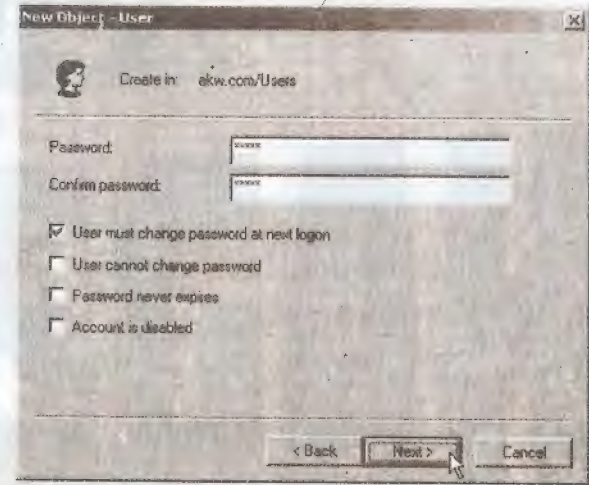 New Object - User
Create in: akw.com/Users
Password: *****
Confirm password: *****
User must change password at next logon
User cannot change password
Password never expires
Account is disabled
< Back Next > Cancel